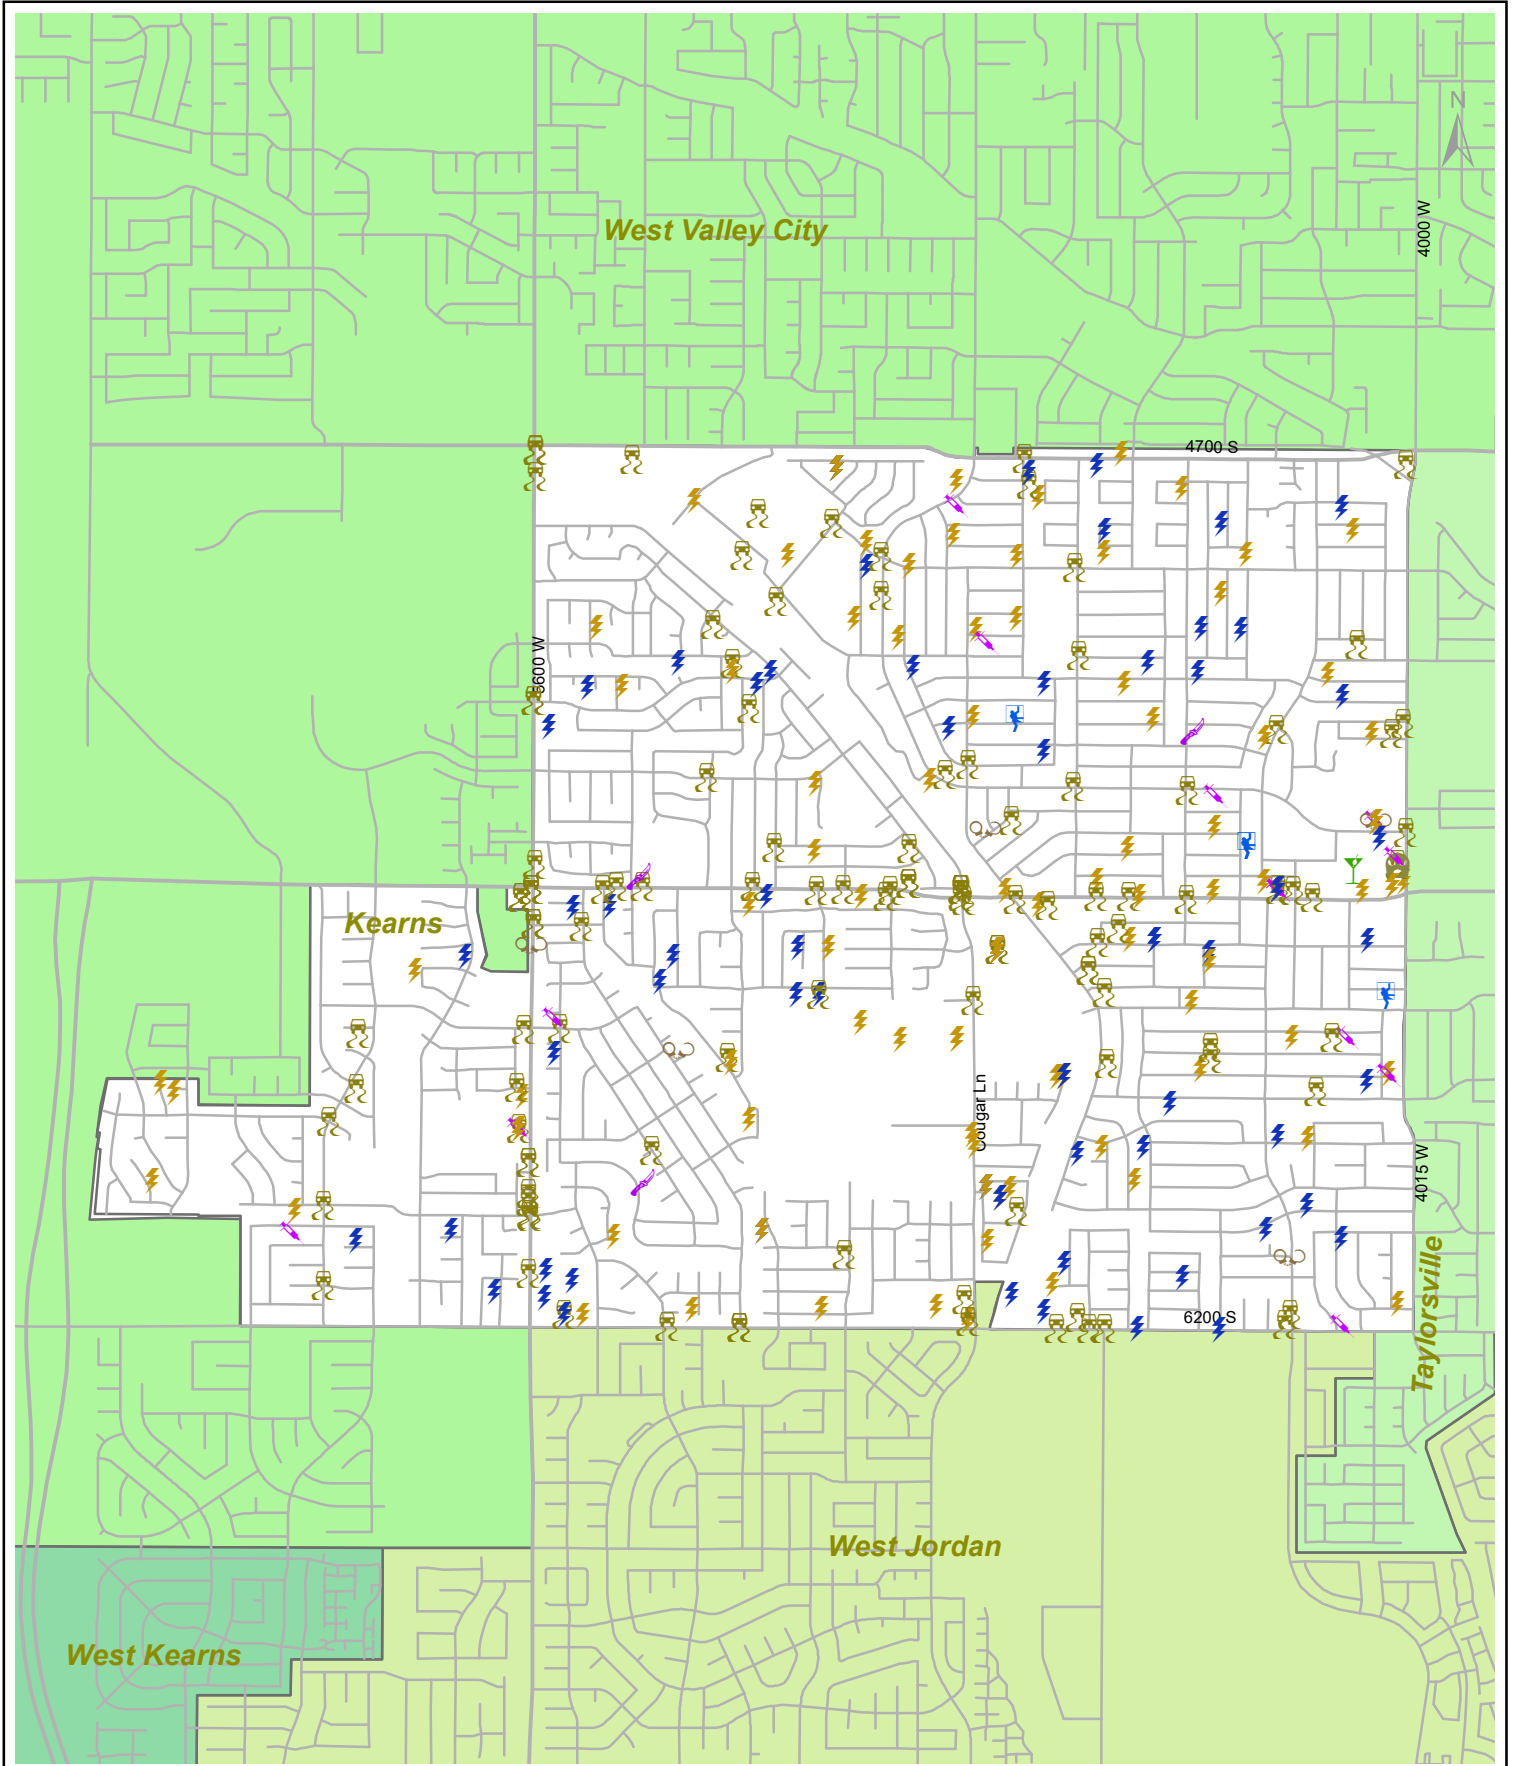 N
4000 W
West Valley City
4700 S
5600 W
Kearns
Cougar Ln
4015 W
Taylorsville
6200 S
West Jordan
West Kearns